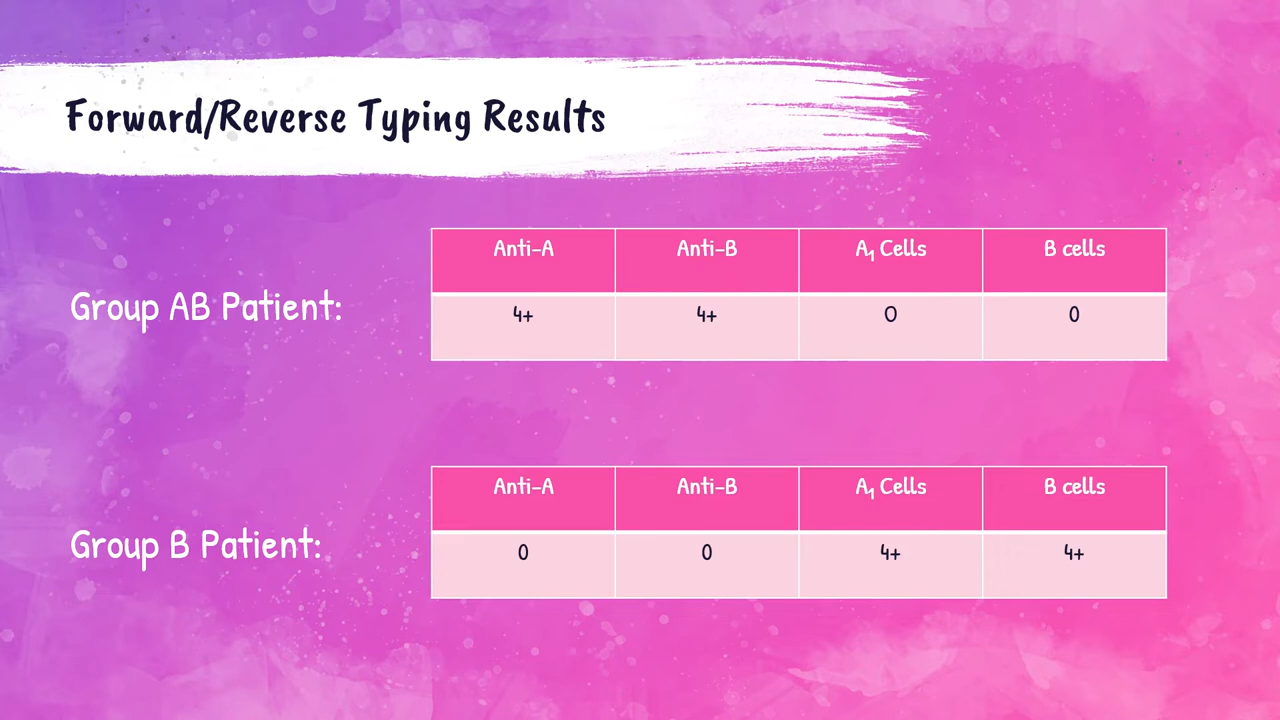 Forward/Reverse Typing Results
Group AB Patient:
Anti-A Anti-B A₁ Cells B cells
4+ 4+ 0 0
Group B Patient:
Anti-A Anti-B A₁ Cells B cells
0 0 4+ 4+